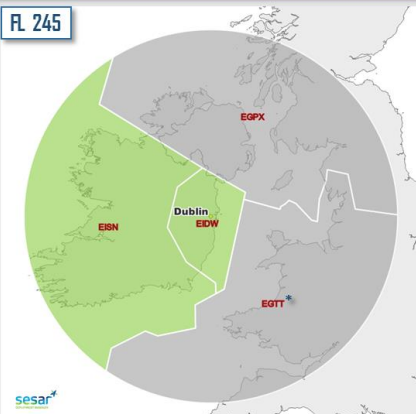 FL 245
EGPX
Dublin
EISN
EIDW
EGTT*
sesar